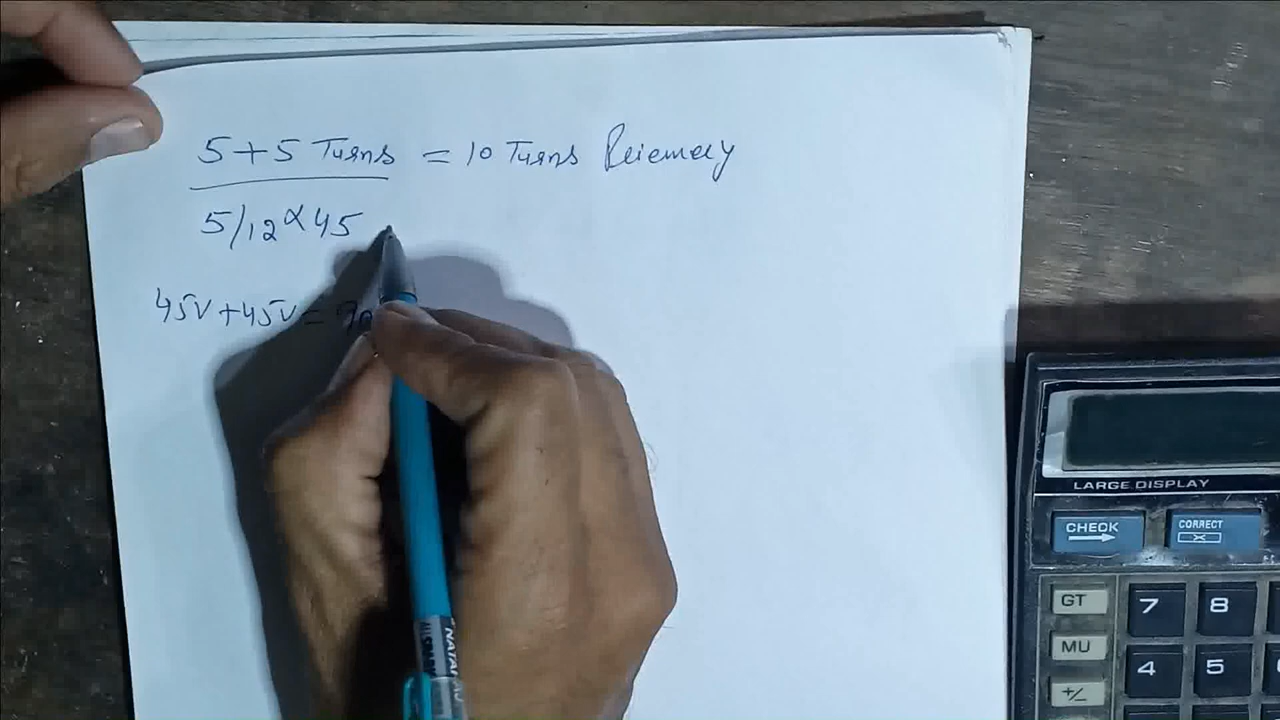 5+5 Turns = 10 Turns Reiemery
5/12×45
45V+45V = 90
LARGE DISPLAY
CHECK
CORRECT
GT
7
8
MU
4
5
+/-